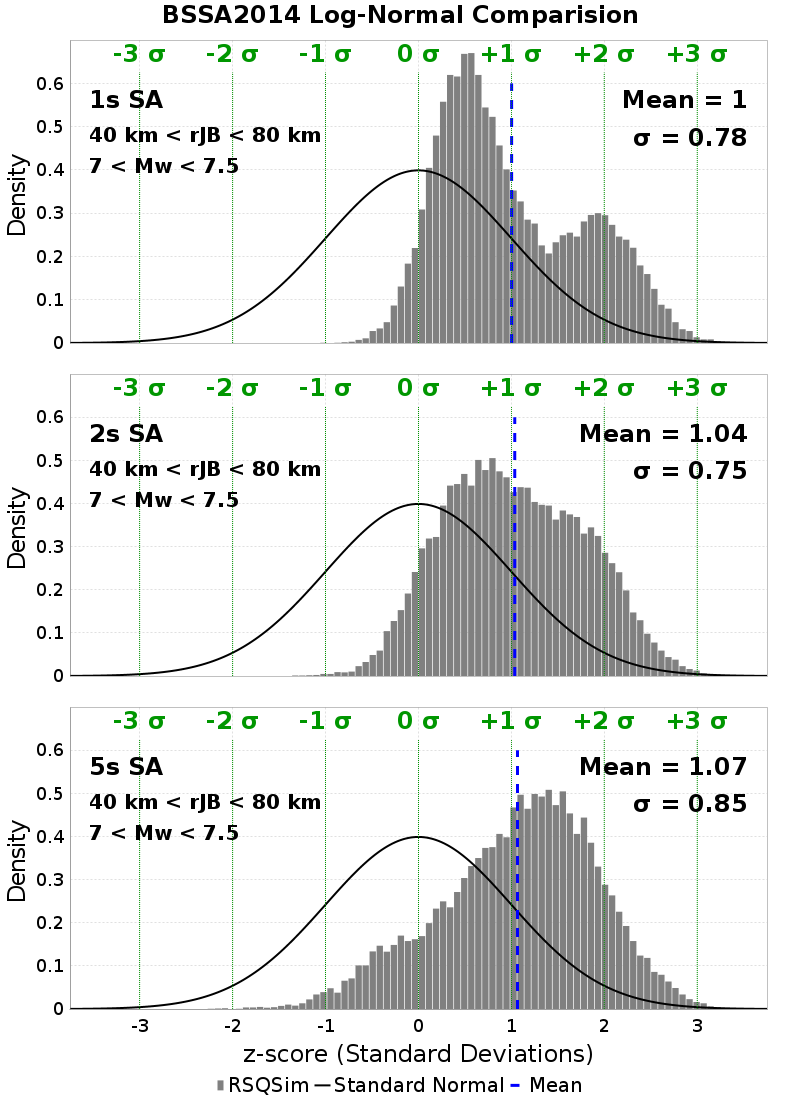 BSSA2014 Log-Normal Comparision
-3 σ -2 σ -1 σ 0 σ +1 σ +2 σ +3 σ
1s SA
40 km < rJB < 80 km
7 < Mw < 7.5
Mean = 1
σ = 0.78
Density
0.6
0.5
0.4
0.3
0.2
0.1
0
-3 σ -2 σ -1 σ 0 σ +1 σ +2 σ +3 σ
2s SA
40 km < rJB < 80 km
7 < Mw < 7.5
Mean = 1.04
σ = 0.75
Density
0.6
0.5
0.4
0.3
0.2
0.1
0
-3 σ -2 σ -1 σ 0 σ +1 σ +2 σ +3 σ
5s SA
40 km < rJB < 80 km
7 < Mw < 7.5
Mean = 1.07
σ = 0.85
Density
0.6
0.5
0.4
0.3
0.2
0.1
0
-3 -2 -1 0 1 2 3
z-score (Standard Deviations)
RSQSim Standard Normal Mean